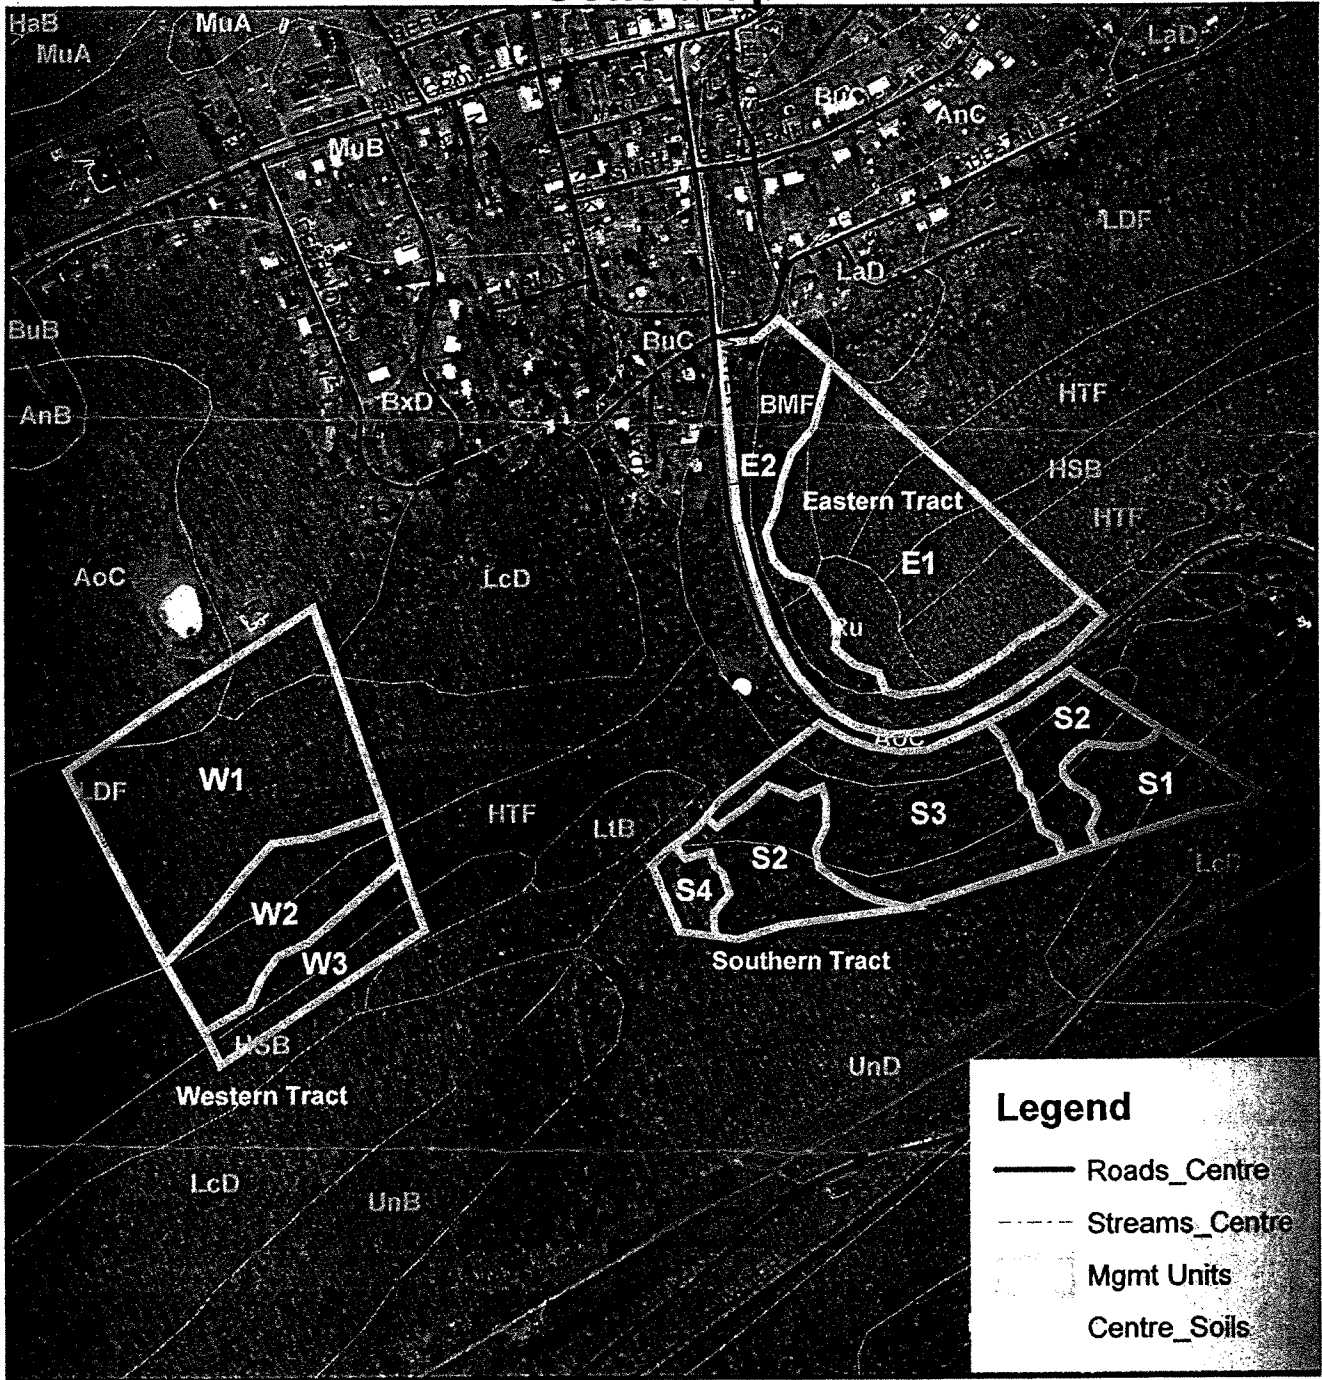 HaB
MuA
MuA
LaD
BuC
AnC
MuB
LDF
LaD
BuB
BuC
HTF
AnB
BxD
BMF
E2
HSB
Eastern Tract
HTF
AoC
LcD
E1
Ru
S2
LDF
W1
HTF
LtB
S3
S1
S2
LcD
S4
W2
W3
Southern Tract
HSB
UnD
Western Tract
LcD
UnB
Legend
Roads_Centre
Streams_Centre
Mgmt Units
Centre_Soils